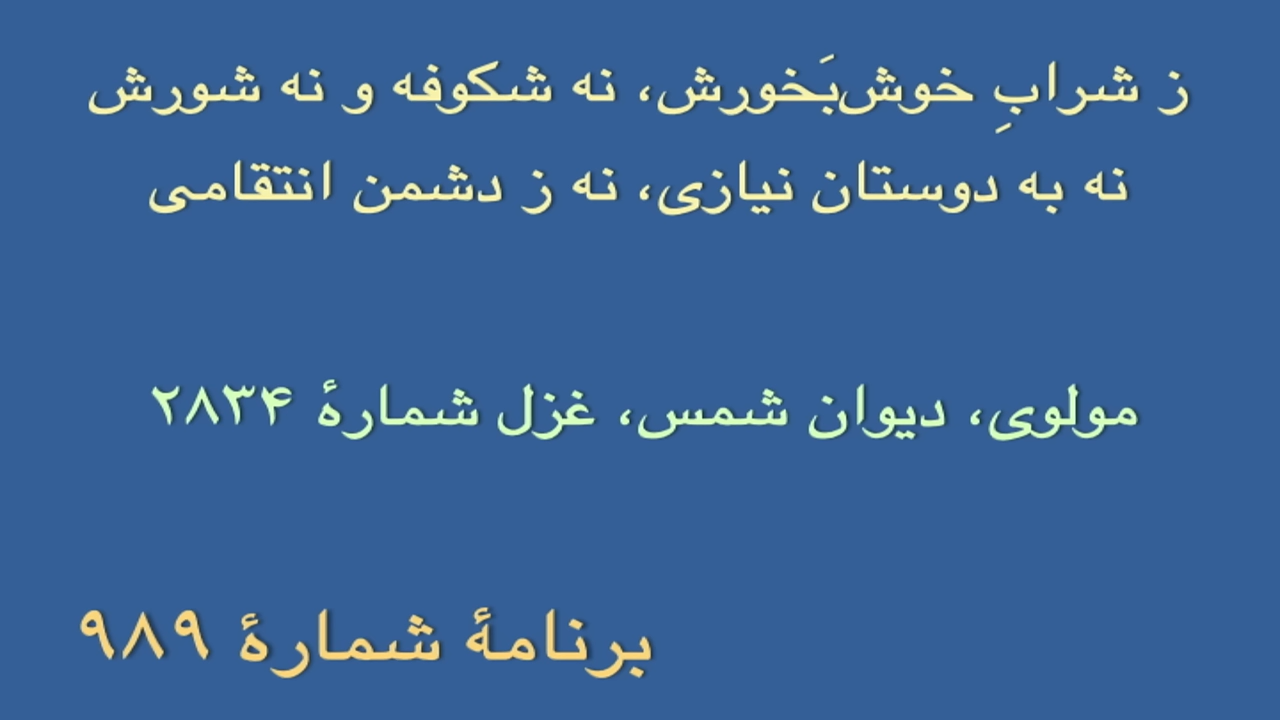 ز شرابِ خوش‌بَخورش، نه شکوفه و نه شورش
نه به دوستان نیازی، نه ز دشمن انتقامی
مولوی، دیوان شمس، غزل شمارهٔ ۲۸۳۴
برنامهٔ شمارهٔ ۹۸۹